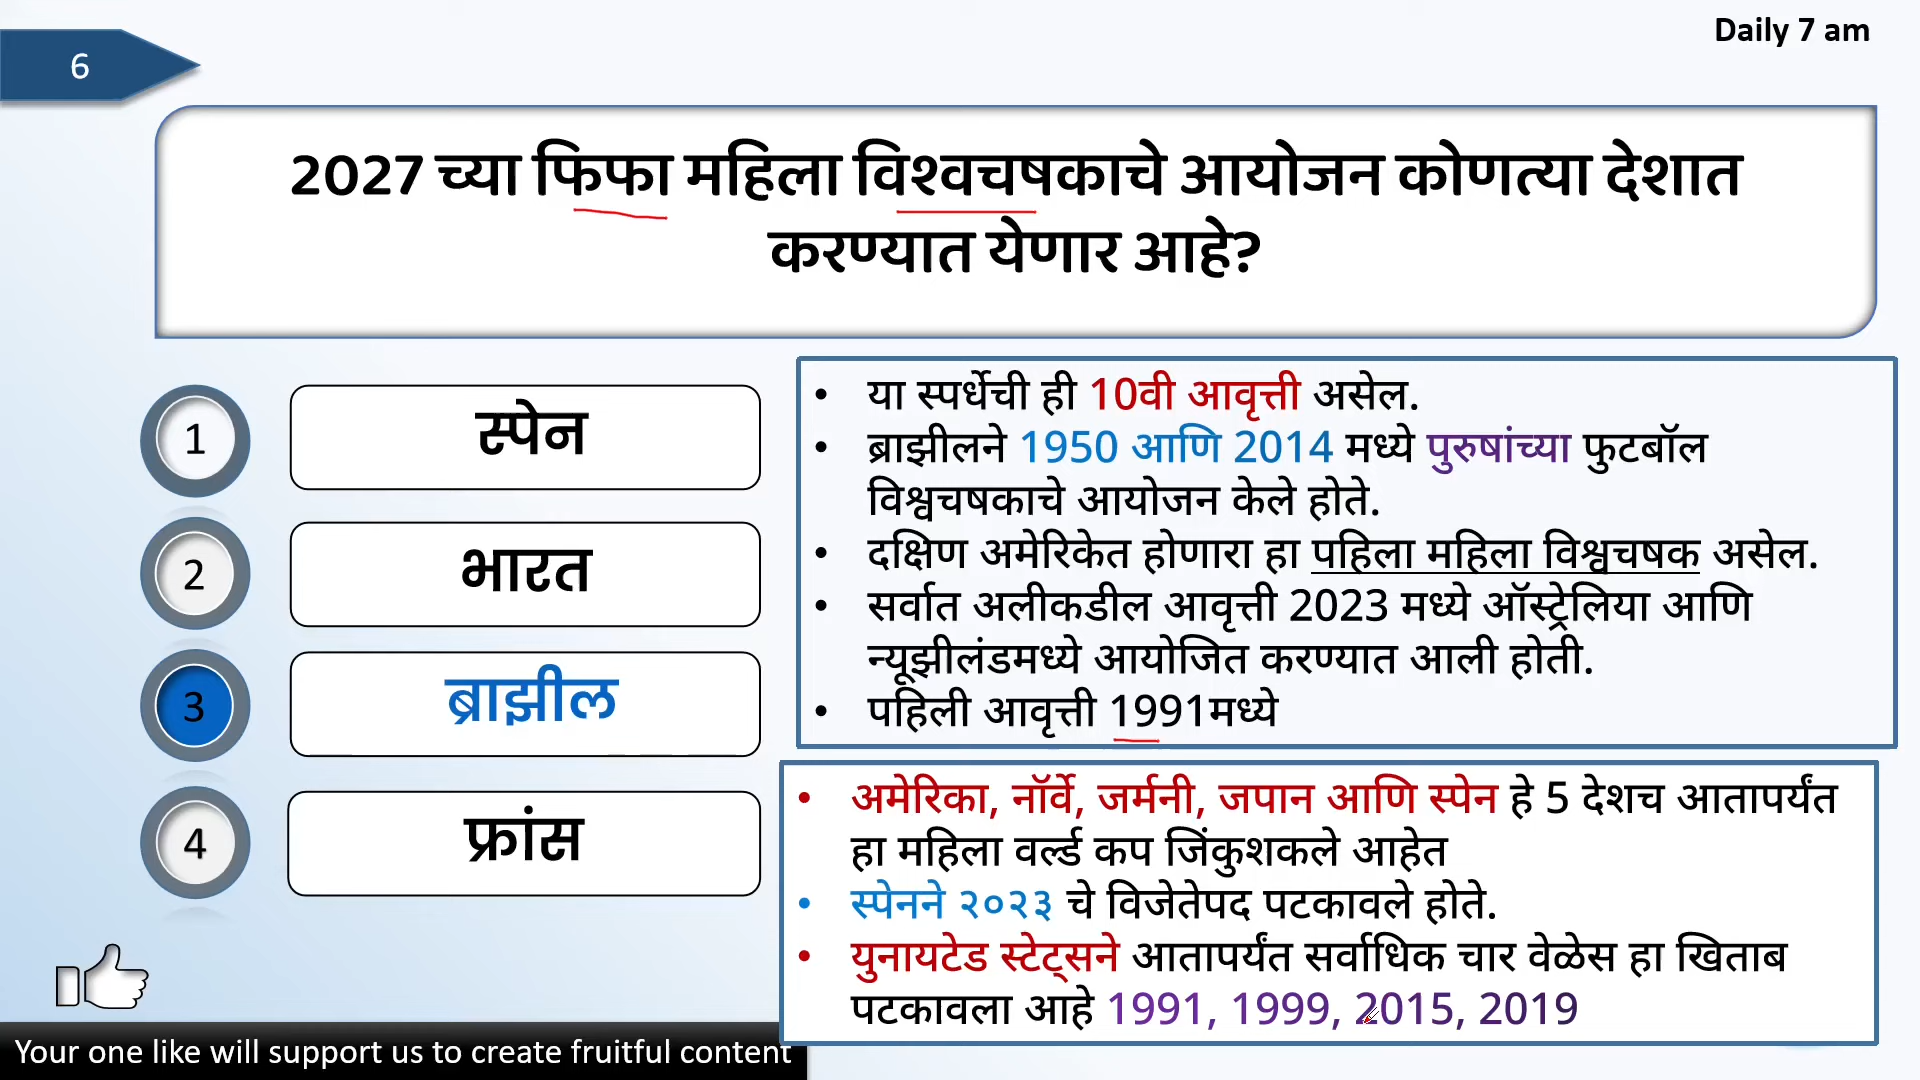 Daily 7 am
6
2027 च्या फिफा महिला विश्वचषकाचे आयोजन कोणत्या देशात
करण्यात येणार आहे?
1
स्पेन
2
भारत
3
ब्राझील
4
फ्रांस
• या स्पर्धेची ही 10वी आवृत्ती असेल.
• ब्राझीलने 1950 आणि 2014 मध्ये पुरुषांच्या फुटबॉल
विश्वचषकाचे आयोजन केले होते.
• दक्षिण अमेरिकेत होणारा हा पहिला महिला विश्वचषक असेल.
• सर्वात अलीकडील आवृत्ती 2023 मध्ये ऑस्ट्रेलिया आणि
न्यूझीलंडमध्ये आयोजित करण्यात आली होती.
• पहिली आवृत्ती 1991मध्ये
• अमेरिका, नॉर्वे, जर्मनी, जपान आणि स्पेन हे 5 देशच आतापर्यंत
हा महिला वर्ल्ड कप जिंकुशकले आहेत
• स्पेनने २०२३ चे विजेतेपद पटकावले होते.
• युनायटेड स्टेट्सने आतापर्यंत सर्वाधिक चार वेळेस हा खिताब
पटकावला आहे 1991, 1999, 2015, 2019
Your one like will support us to create fruitful content